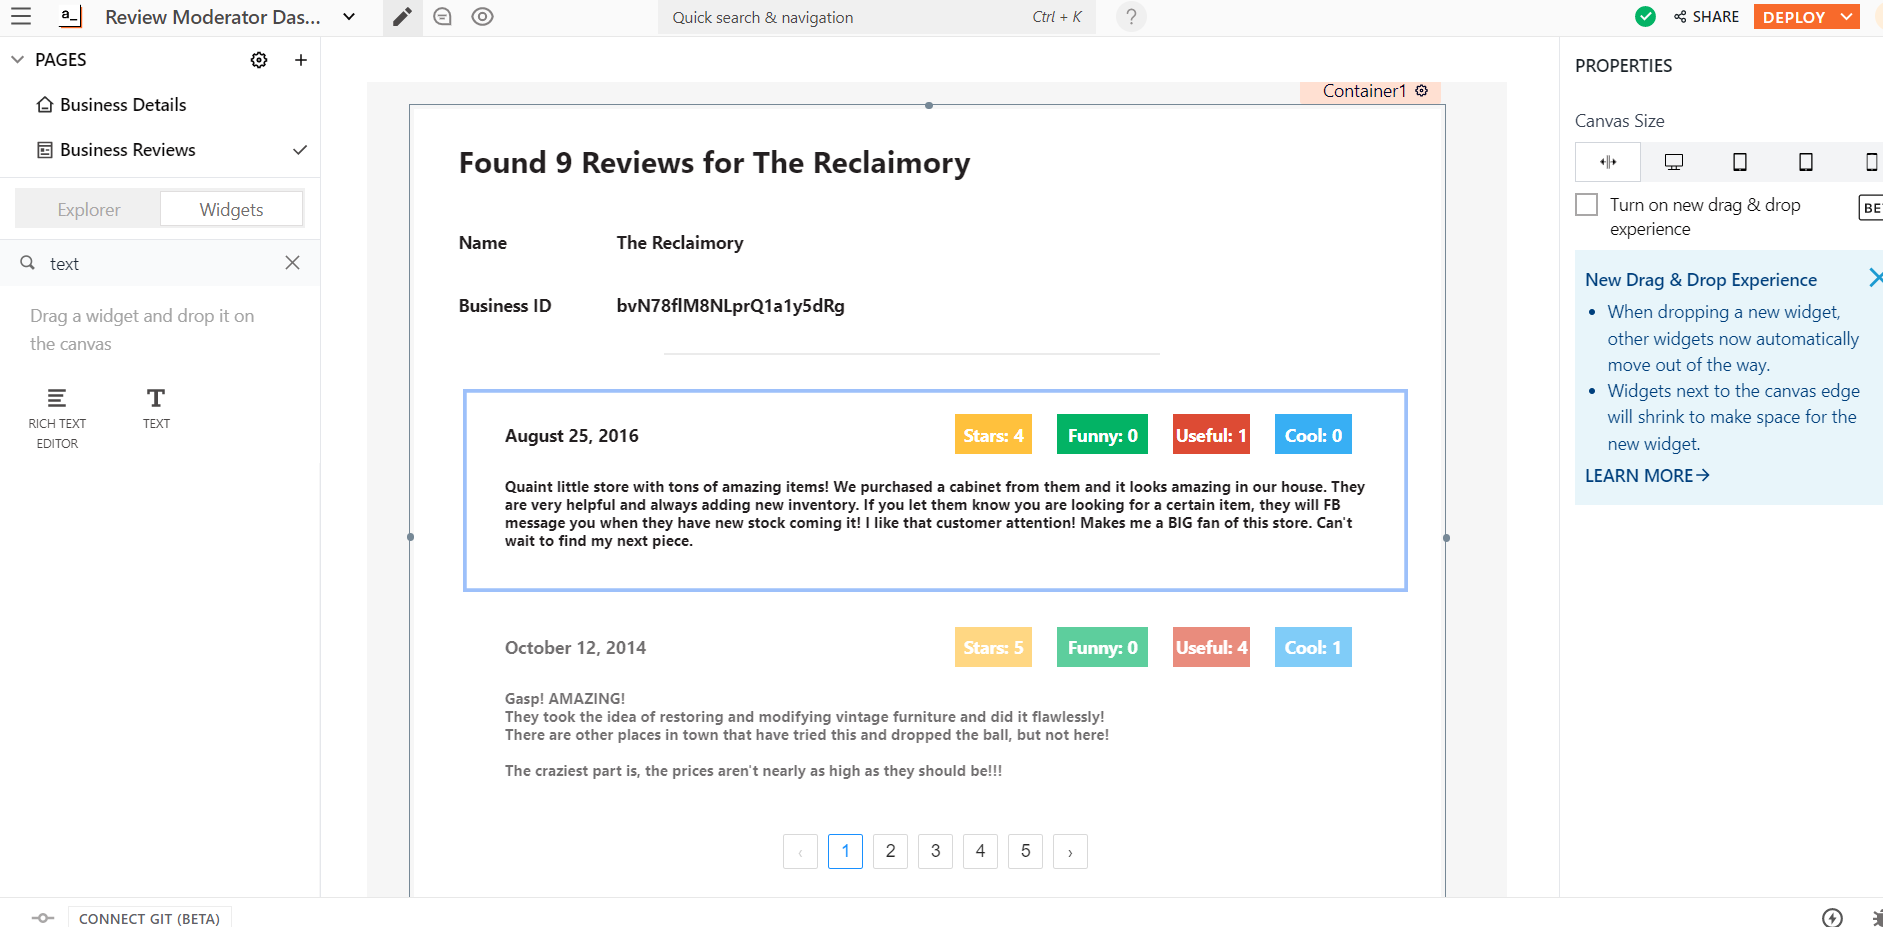 a_
Review Moderator Das...
Quick search & navigation
Ctrl + K
?
SHARE
DEPLOY
PAGES
Business Details
Business Reviews
Explorer
Widgets
text
Drag a widget and drop it on
the canvas
RICH TEXT
EDITOR
TEXT
Container1
Found 9 Reviews for The Reclaimory
Name
The Reclaimory
Business ID
bvN78flM8NLprQ1a1y5dRg
August 25, 2016
Stars: 4
Funny: 0
Useful: 1
Cool: 0
Quaint little store with tons of amazing items! We purchased a cabinet from them and it looks amazing in our house. They
are very helpful and always adding new inventory. If you let them know you are looking for a certain item, they will FB
message you when they have new stock coming it! I like that customer attention! Makes me a BIG fan of this store. Can't
wait to find my next piece.
October 12, 2014
Stars: 5
Funny: 0
Useful: 4
Cool: 1
Gasp! AMAZING!
They took the idea of restoring and modifying vintage furniture and did it flawlessly!
There are other places in town that have tried this and dropped the ball, but not here!
The craziest part is, the prices aren't nearly as high as they should be!!!
‹
1
2
3
4
5
›
PROPERTIES
Canvas Size
Turn on new drag & drop
experience
BE
New Drag & Drop Experience
• When dropping a new widget,
other widgets now automatically
move out of the way.
• Widgets next to the canvas edge
will shrink to make space for the
new widget.
LEARN MORE
CONNECT GIT (BETA)